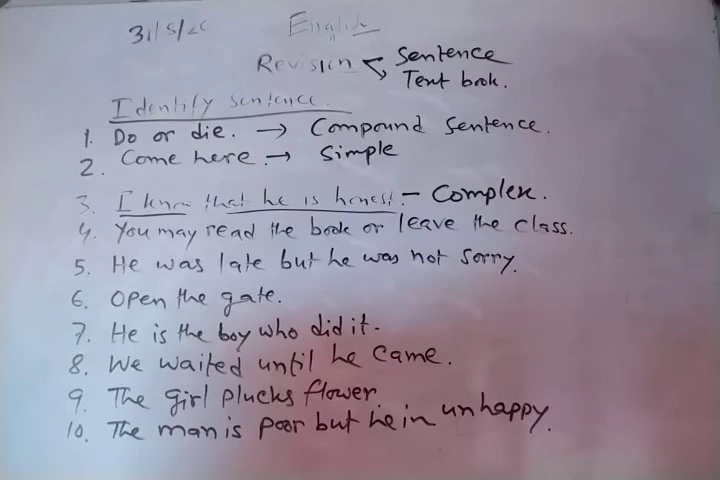 31/5/26 English
Revision Sentence
Text book.
Identify sentence.
1. Do or die. → Compound Sentence.
2. Come here. → Simple
3. I know that he is honest. – Complex.
4. You may read the book or leave the class.
5. He was late but he was not sorry.
6. Open the gate.
7. He is the boy who did it.
8. We waited until he came.
9. The girl plucks flower.
10. The man is poor but he in unhappy.